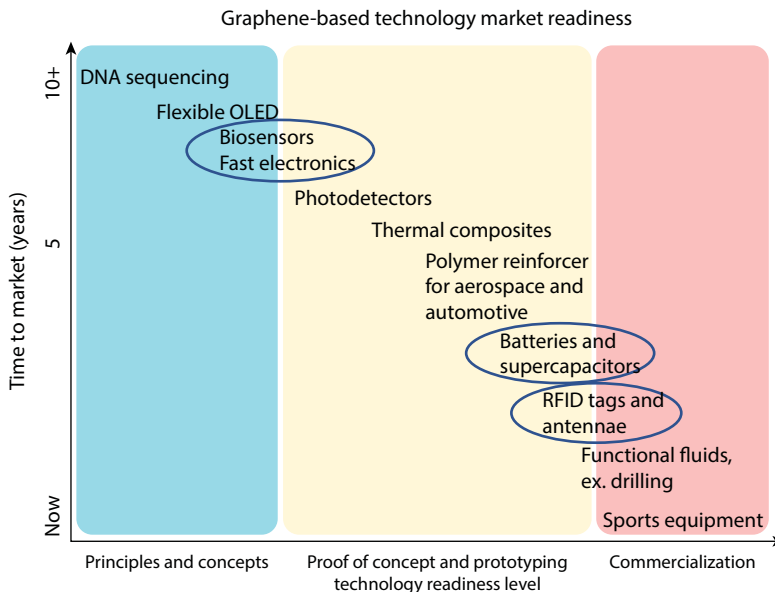 Graphene-based technology market readiness
Time to market (years)
10+
5
Now
DNA sequencing
Flexible OLED
Biosensors
Fast electronics
Photodetectors
Thermal composites
Polymer reinforcer
for aerospace and
automotive
Batteries and
supercapacitors
RFID tags and
antennae
Functional fluids,
ex. drilling
Sports equipment
Principles and concepts
Proof of concept and prototyping
technology readiness level
Commercialization